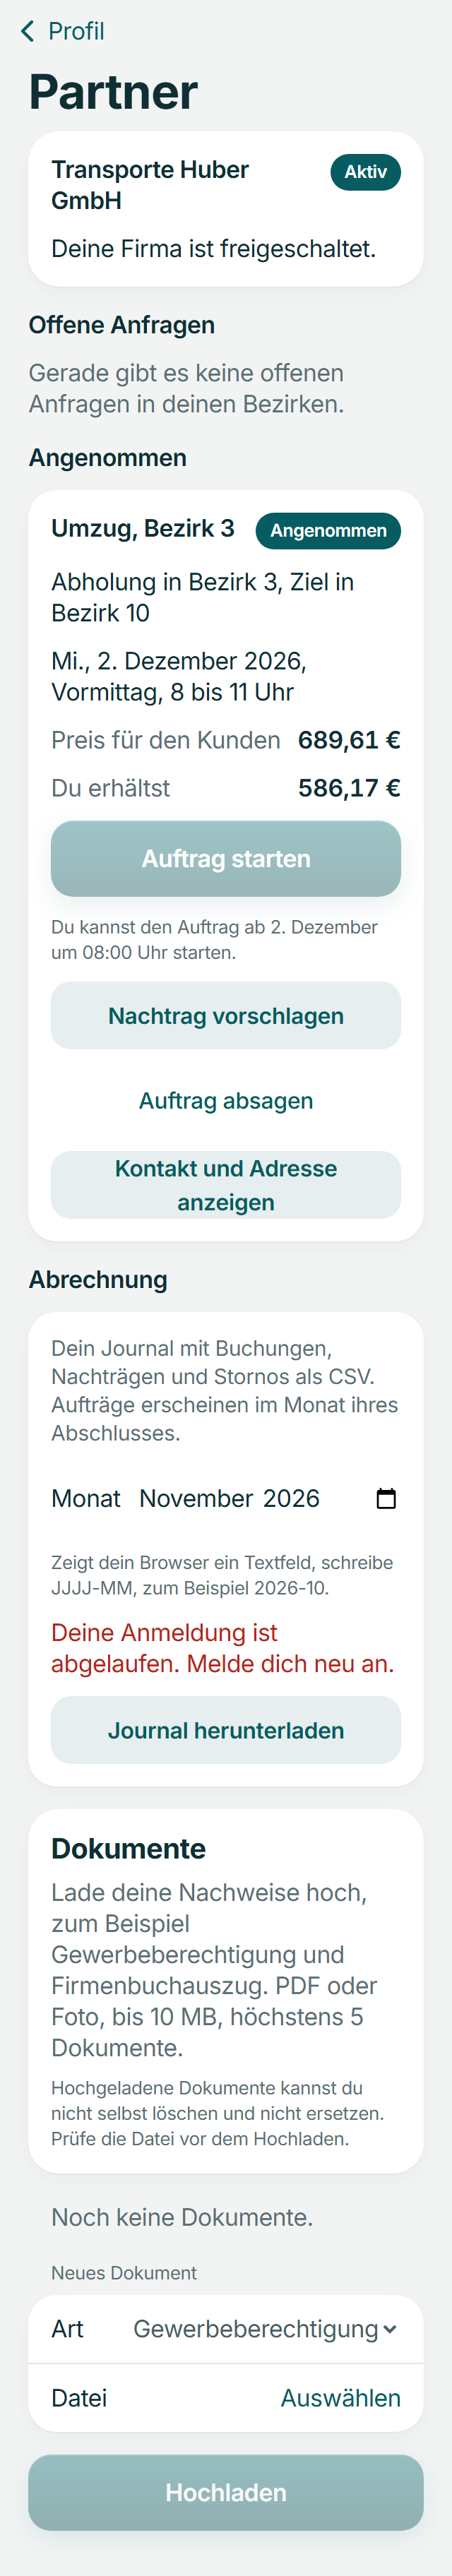 Profil
Partner
Transporte Huber
GmbH
Aktiv
Deine Firma ist freigeschaltet.
Offene Anfragen
Gerade gibt es keine offenen
Anfragen in deinen Bezirken.
Angenommen
Umzug, Bezirk 3
Angenommen
Abholung in Bezirk 3, Ziel in
Bezirk 10
Mi., 2. Dezember 2026,
Vormittag, 8 bis 11 Uhr
Preis für den Kunden 689,61 €
Du erhältst 586,17 €
Auftrag starten
Du kannst den Auftrag ab 2. Dezember
um 08:00 Uhr starten.
Nachtrag vorschlagen
Auftrag absagen
Kontakt und Adresse
anzeigen
Abrechnung
Dein Journal mit Buchungen,
Nachträgen und Stornos als CSV.
Aufträge erscheinen im Monat ihres
Abschlusses.
Monat November 2026
Zeigt dein Browser ein Textfeld, schreibe
JJJJ-MM, zum Beispiel 2026-10.
Deine Anmeldung ist
abgelaufen. Melde dich neu an.
Journal herunterladen
Dokumente
Lade deine Nachweise hoch,
zum Beispiel
Gewerbeberechtigung und
Firmenbuchauszug. PDF oder
Foto, bis 10 MB, höchstens 5
Dokumente.
Hochgeladene Dokumente kannst du
nicht selbst löschen und nicht ersetzen.
Prüfe die Datei vor dem Hochladen.
Noch keine Dokumente.
Neues Dokument
Art Gewerbeberechtigung
Datei Auswählen
Hochladen